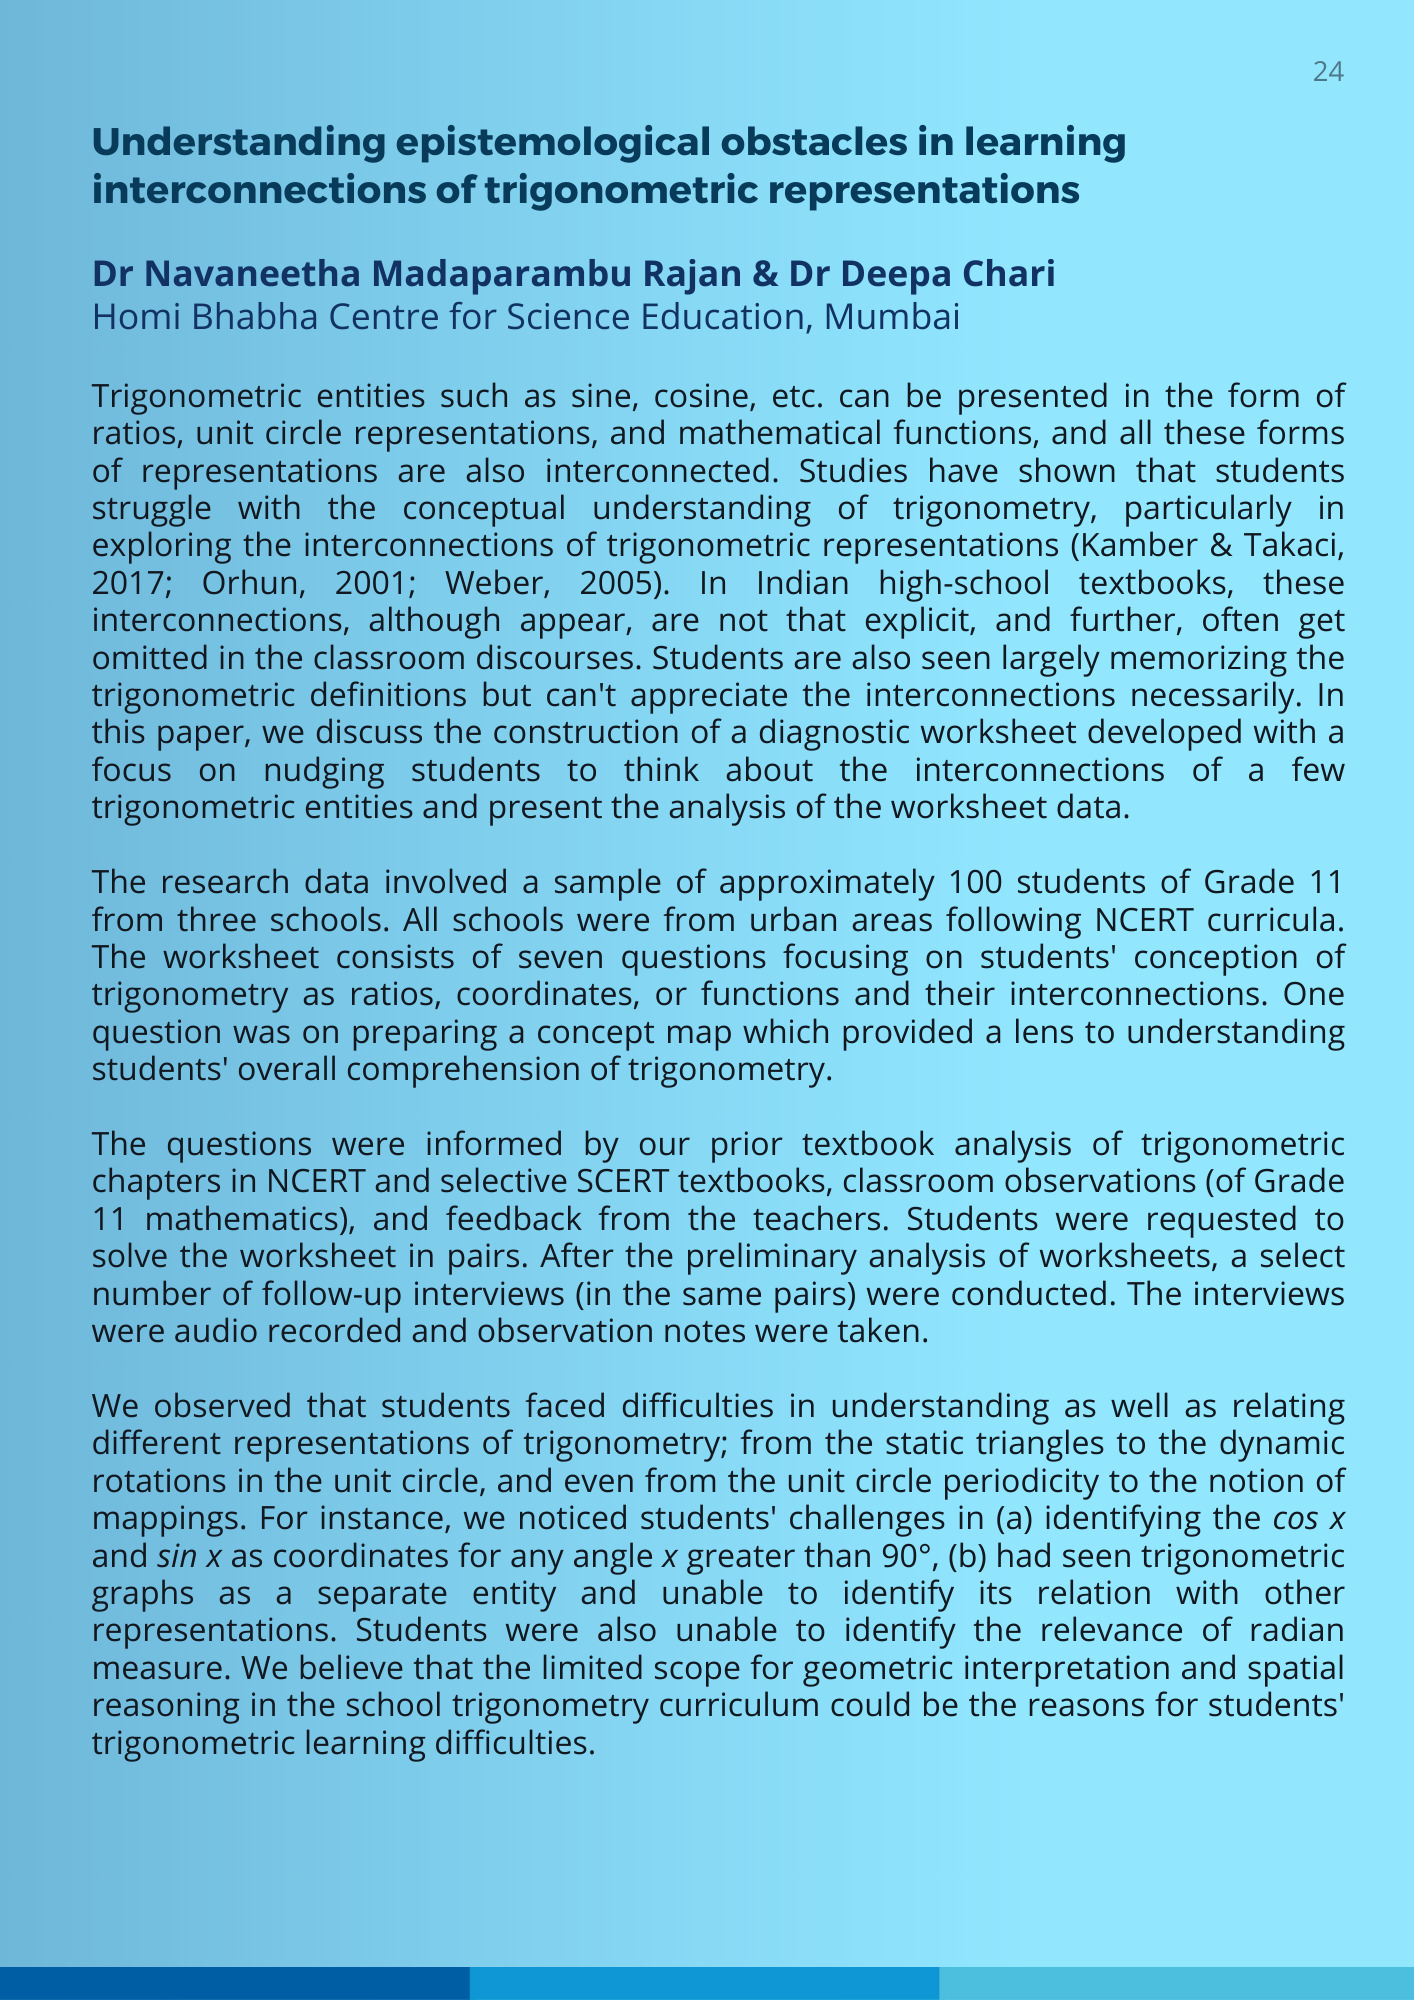 24
Understanding epistemological obstacles in learning
interconnections of trigonometric representations
Dr Navaneetha Madaparambu Rajan & Dr Deepa Chari
Homi Bhabha Centre for Science Education, Mumbai
Trigonometric entities such as sine, cosine, etc. can be presented in the form of
ratios, unit circle representations, and mathematical functions, and all these forms
of representations are also interconnected. Studies have shown that students
struggle with the conceptual understanding of trigonometry, particularly in
exploring the interconnections of trigonometric representations (Kamber & Takaci,
2017; Orhun, 2001; Weber, 2005). In Indian high-school textbooks, these
interconnections, although appear, are not that explicit, and further, often get
omitted in the classroom discourses. Students are also seen largely memorizing the
trigonometric definitions but can't appreciate the interconnections necessarily. In
this paper, we discuss the construction of a diagnostic worksheet developed with a
focus on nudging students to think about the interconnections of a few
trigonometric entities and present the analysis of the worksheet data.
The research data involved a sample of approximately 100 students of Grade 11
from three schools. All schools were from urban areas following NCERT curricula.
The worksheet consists of seven questions focusing on students' conception of
trigonometry as ratios, coordinates, or functions and their interconnections. One
question was on preparing a concept map which provided a lens to understanding
students' overall comprehension of trigonometry.
The questions were informed by our prior textbook analysis of trigonometric
chapters in NCERT and selective SCERT textbooks, classroom observations (of Grade
11 mathematics), and feedback from the teachers. Students were requested to
solve the worksheet in pairs. After the preliminary analysis of worksheets, a select
number of follow-up interviews (in the same pairs) were conducted. The interviews
were audio recorded and observation notes were taken.
We observed that students faced difficulties in understanding as well as relating
different representations of trigonometry; from the static triangles to the dynamic
rotations in the unit circle, and even from the unit circle periodicity to the notion of
mappings. For instance, we noticed students' challenges in (a) identifying the cos x
and sin x as coordinates for any angle x greater than 90°, (b) had seen trigonometric
graphs as a separate entity and unable to identify its relation with other
representations. Students were also unable to identify the relevance of radian
measure. We believe that the limited scope for geometric interpretation and spatial
reasoning in the school trigonometry curriculum could be the reasons for students'
trigonometric learning difficulties.